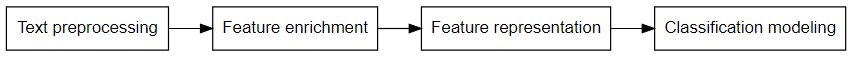 Text preprocessing
Feature enrichment
Feature representation
Classification modeling